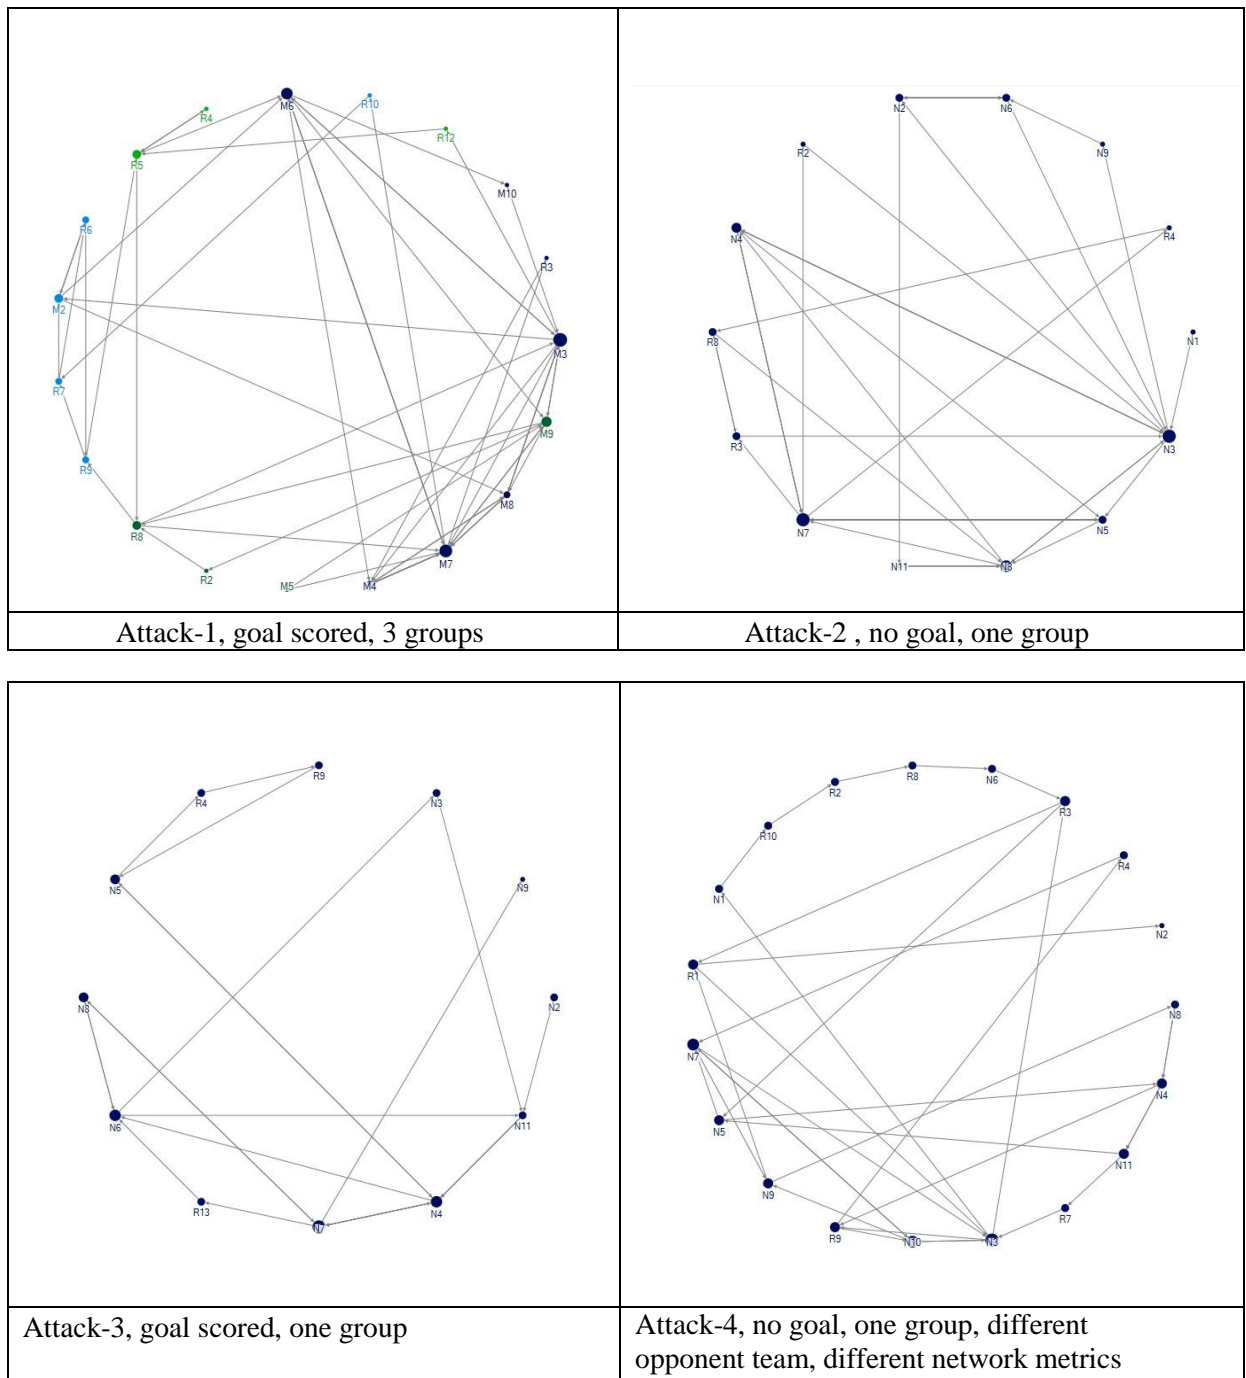 M6
R10
R4
R12
R5
M10
R6
R3
M2
M3
R7
M9
R9
M8
R8
M7
R2
M5
M4
Attack-1, goal scored, 3 groups
N2
N6
R2
N9
N4
R4
R8
N1
R3
N3
N7
N5
N11
N8
Attack-2 , no goal, one group
R9
R4
N3
N5
N9
N8
N2
N6
N11
R13
N7
N4
Attack-3, goal scored, one group
R8
N6
R2
R3
R10
R4
N1
N2
R1
N8
N7
N4
N5
N11
N9
R7
R9
N10
N3
Attack-4, no goal, one group, different
opponent team, different network metrics